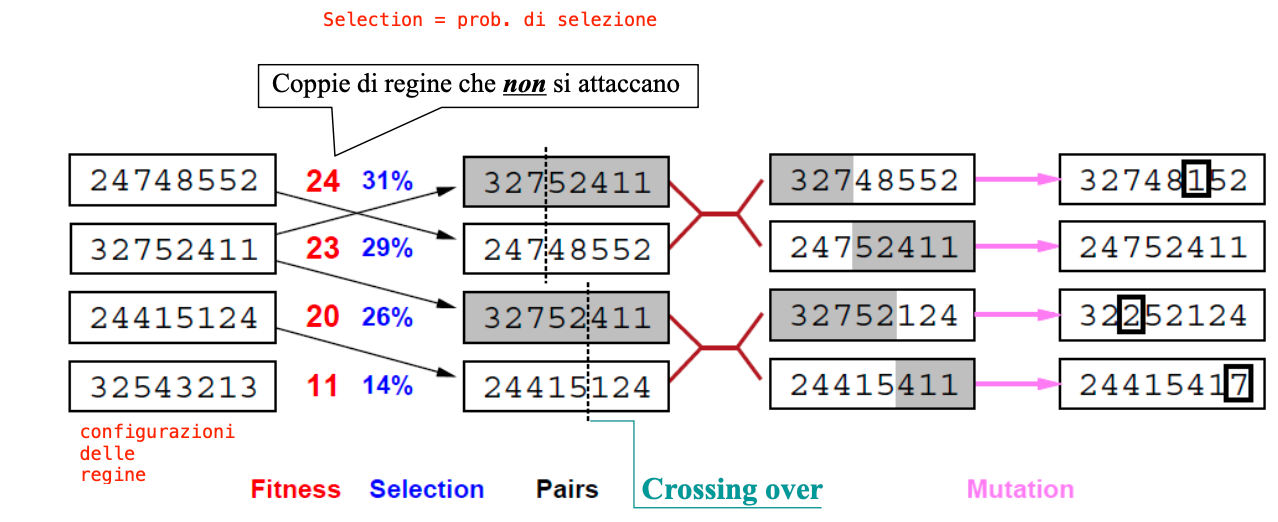 Selection = prob. di selezione
Coppie di regine che non si attaccano
24748552 24 31% 32752411 32748552 32748152
32752411 23 29% 24748552 24752411 24752411
24415124 20 26% 32752411 32752124 32252124
32543213 11 14% 24415124 24415411 24415417
configurazioni
delle
regine
Fitness Selection Pairs Crossing over Mutation